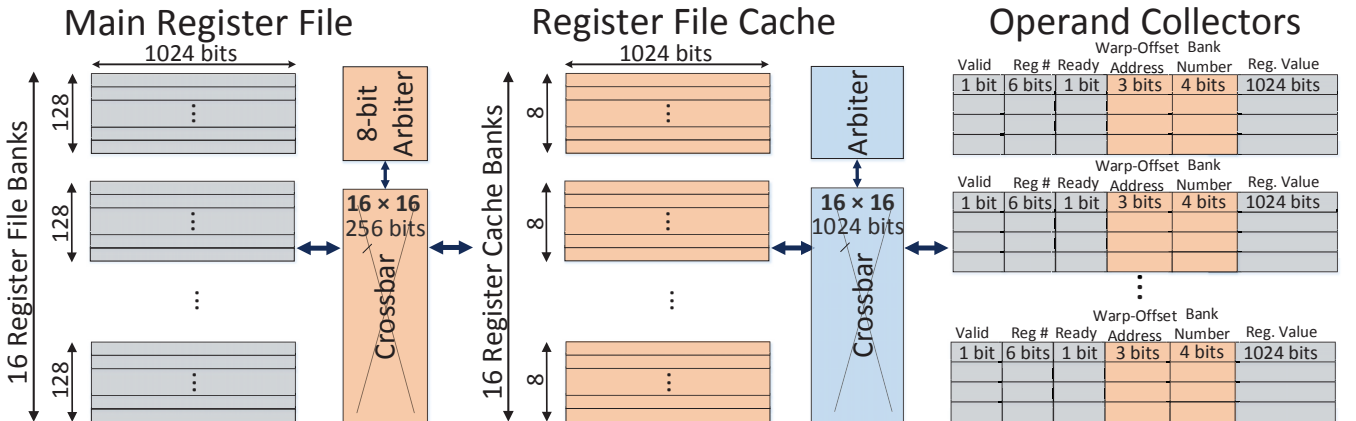 Main Register File
Register File Cache
Operand Collectors
1024 bits
16 Register File Banks
128
⋮
128
⋮
⋯
128
⋮
8-bit
Arbiter
16 × 16
256 bits
Crossbar
1024 bits
16 Register Cache Banks
8
⋮
8
⋮
⋯
8
⋮
Arbiter
16 × 16
1024 bits
Crossbar
Warp-Offset Bank
Valid Reg # Ready Address Number Reg. Value
1 bit 6 bits 1 bit 3 bits 4 bits 1024 bits
Warp-Offset Bank
Valid Reg # Ready Address Number Reg. Value
1 bit 6 bits 1 bit 3 bits 4 bits 1024 bits
⋮
Warp-Offset Bank
Valid Reg # Ready Address Number Reg. Value
1 bit 6 bits 1 bit 3 bits 4 bits 1024 bits